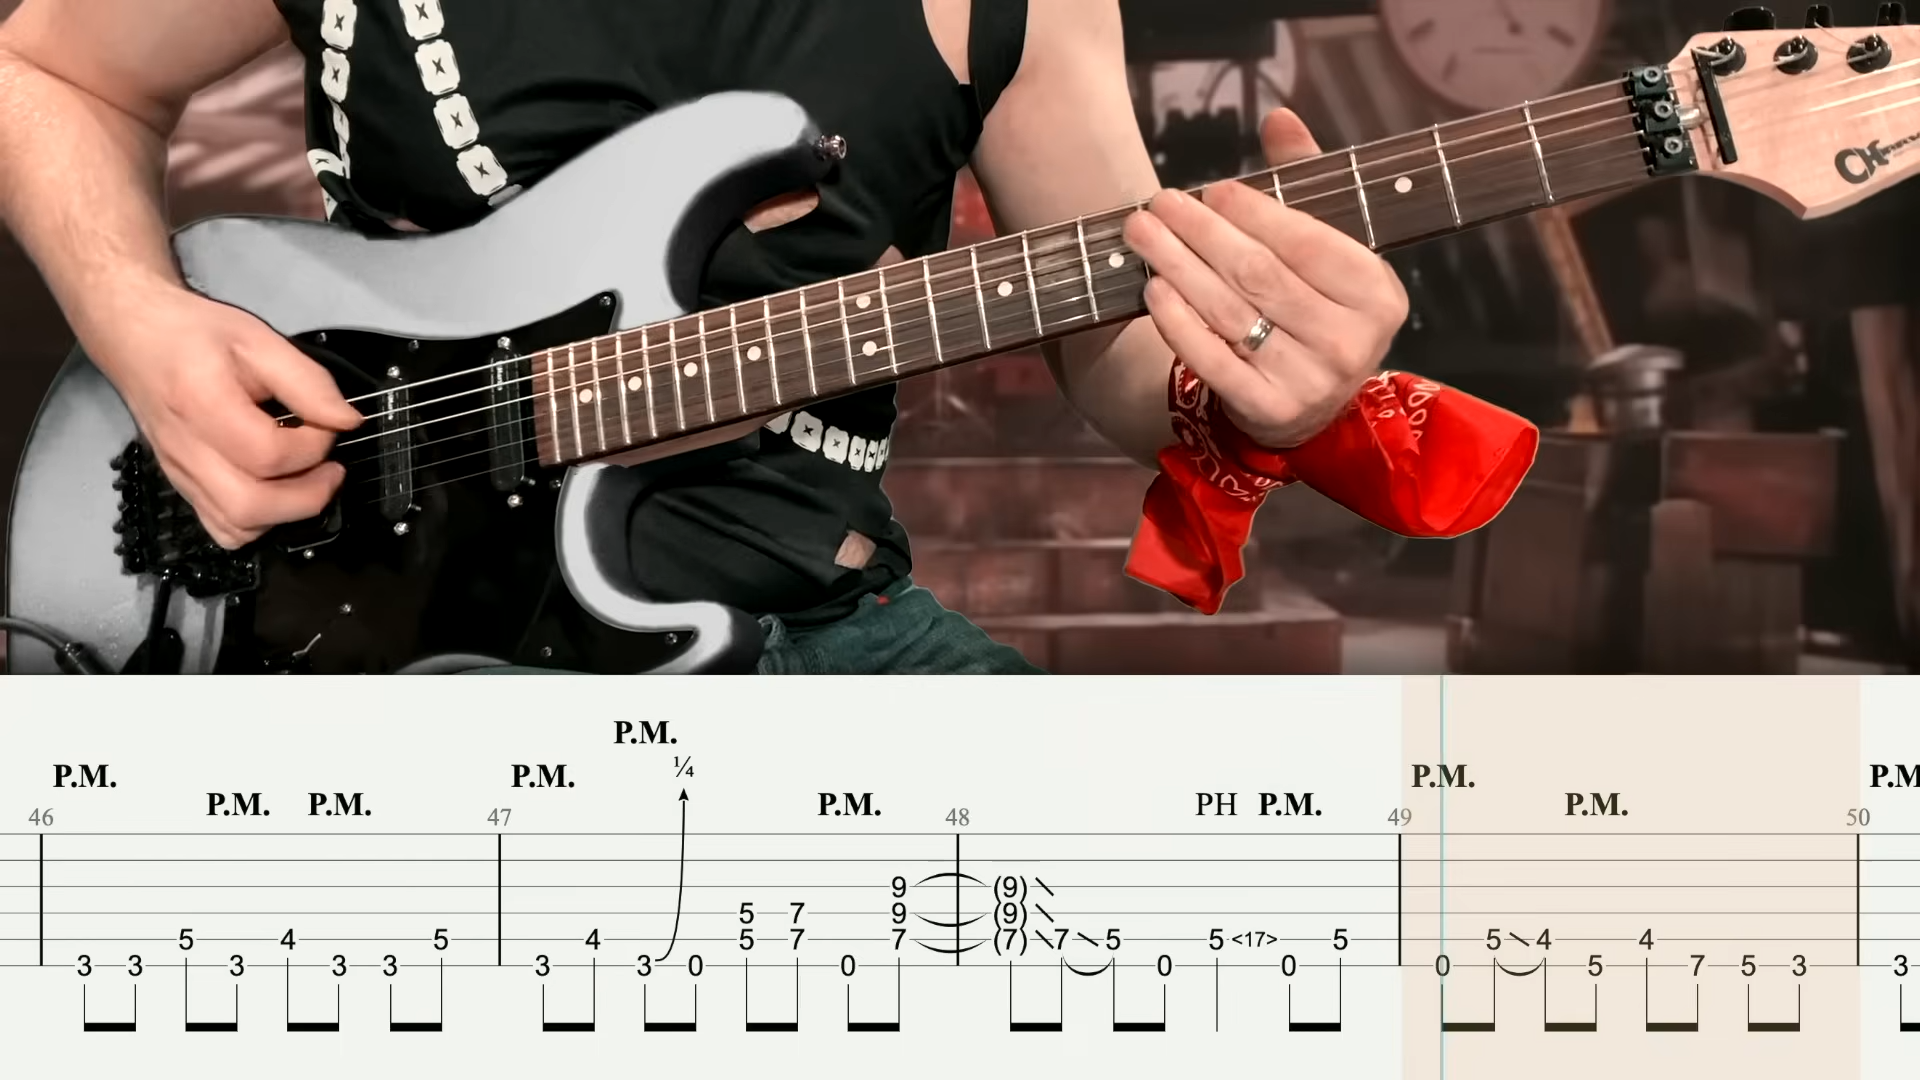 P.M.
¼
P.M. P.M. P.M. P.M.
P.M. P.M. P.M. PH P.M. P.M.
46 47 48 49 50
9 (9)
5 7 9 (9)
5 4 5 4 5 7 7 (7) 7 5 5 <17> 5 5 4 4
3 3 3 3 3 3 3 0 0 0 0 0 5 7 5 3 3